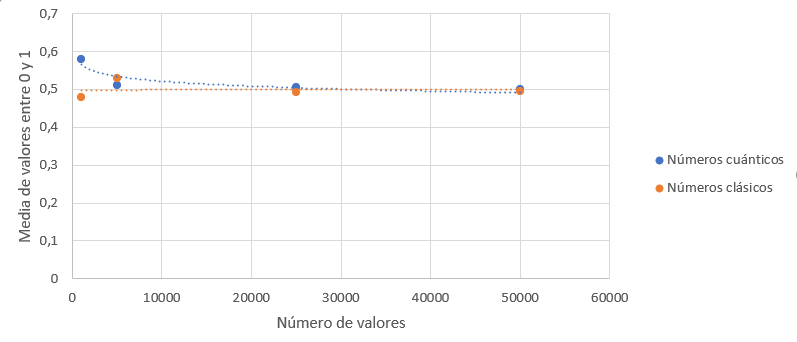 0,7
0,6
0,5
0,4
0,3
0,2
0,1
0
Media de valores entre 0 y 1
0 10000 20000 30000 40000 50000 60000
Número de valores
Números cuánticos
Números clásicos